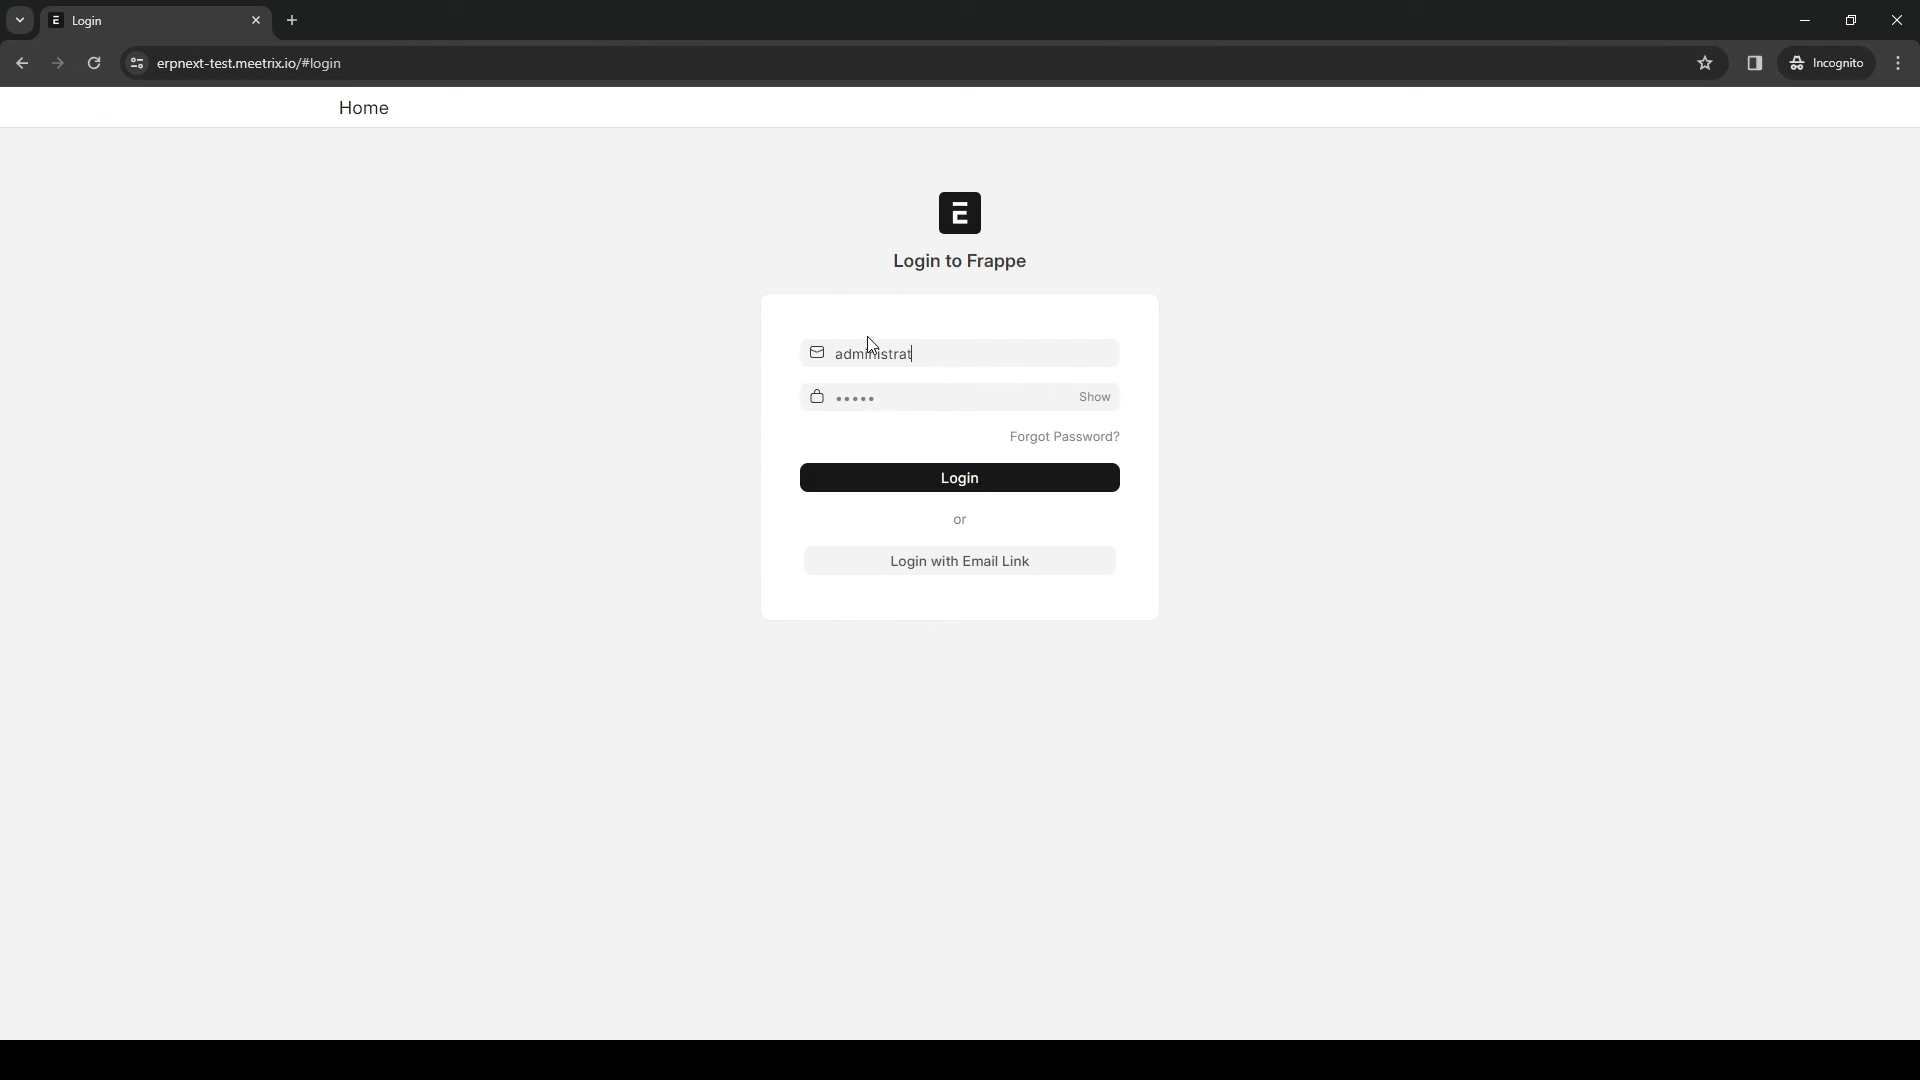 Login
erpnext-test.meetrix.io/#login
Incognito
Home
E
Login to Frappe
administrat
••••• Show
Forgot Password?
Login
or
Login with Email Link